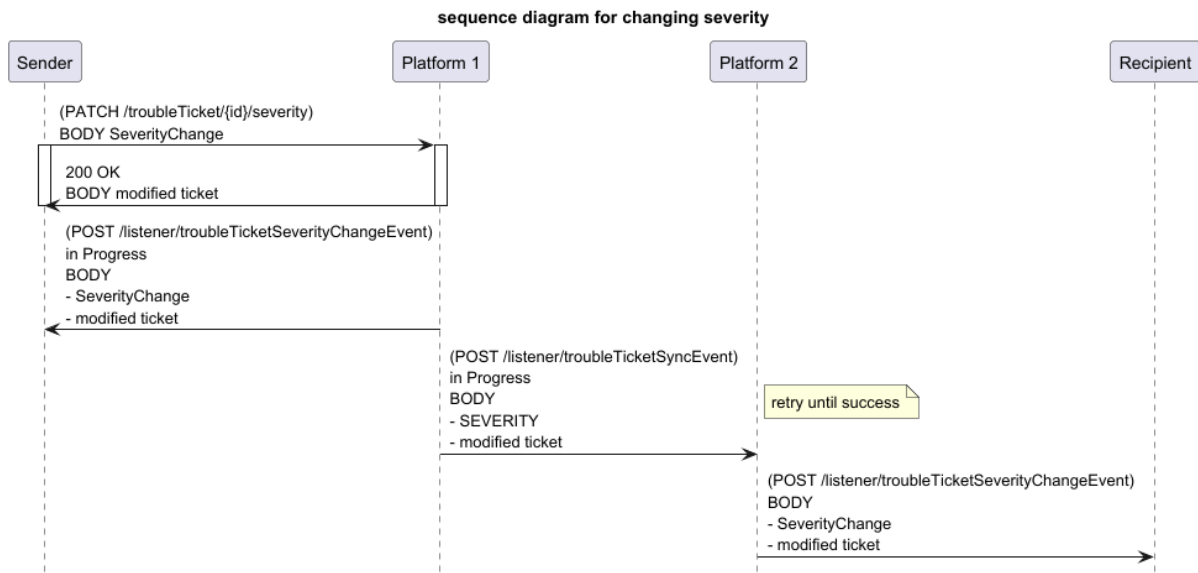 sequence diagram for changing severity
Sender
Platform 1
Platform 2
Recipient
(PATCH /troubleTicket/{id}/severity)
BODY SeverityChange
200 OK
BODY modified ticket
(POST /listener/troubleTicketSeverityChangeEvent)
in Progress
BODY
- SeverityChange
- modified ticket
(POST /listener/troubleTicketSyncEvent)
in Progress
BODY
- SEVERITY
- modified ticket
retry until success
(POST /listener/troubleTicketSeverityChangeEvent)
BODY
- SeverityChange
- modified ticket